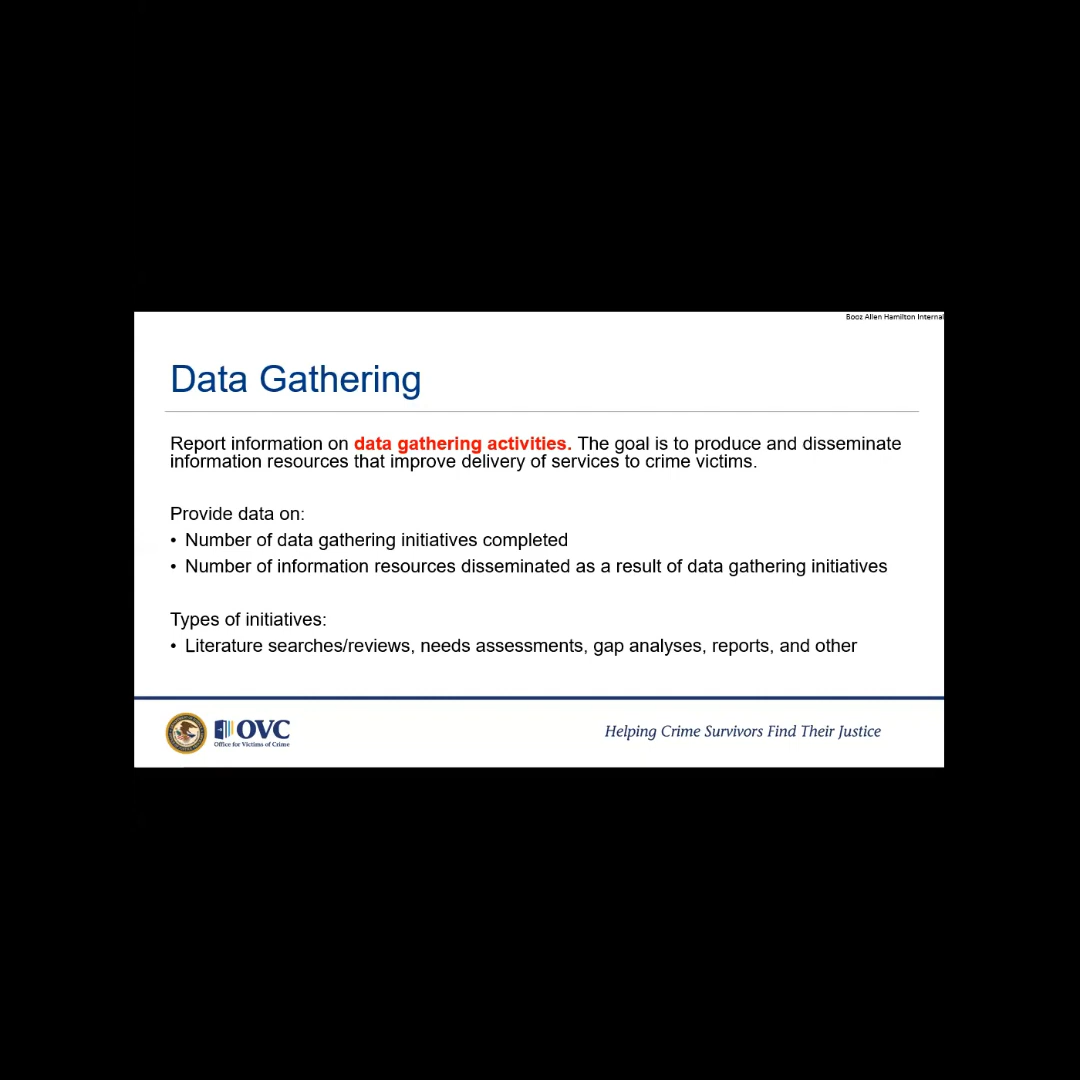 Booz Allen Hamilton Internal
Data Gathering
Report information on data gathering activities. The goal is to produce and disseminate
information resources that improve delivery of services to crime victims.
Provide data on:
• Number of data gathering initiatives completed
• Number of information resources disseminated as a result of data gathering initiatives
Types of initiatives:
• Literature searches/reviews, needs assessments, gap analyses, reports, and other
OVC
Office for Victims of Crime
Helping Crime Survivors Find Their Justice